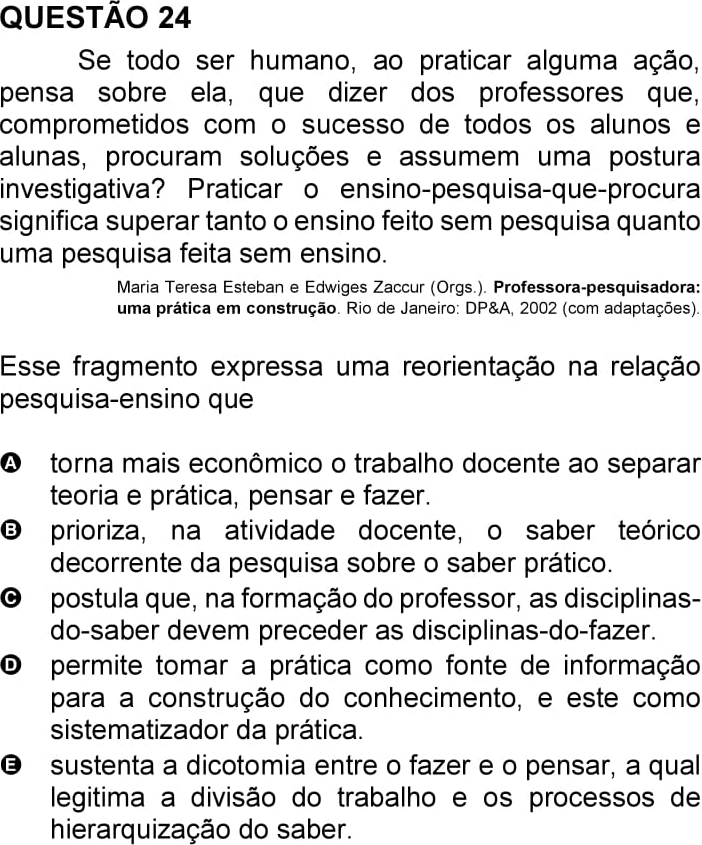 QUESTÃO 24
Se todo ser humano, ao praticar alguma ação,
pensa sobre ela, que dizer dos professores que,
comprometidos com o sucesso de todos os alunos e
alunas, procuram soluções e assumem uma postura
investigativa? Praticar o ensino-pesquisa-que-procura
significa superar tanto o ensino feito sem pesquisa quanto
uma pesquisa feita sem ensino.
Maria Teresa Esteban e Edwiges Zaccur (Orgs.). Professora-pesquisadora:
uma prática em construção. Rio de Janeiro: DP&A, 2002 (com adaptações).
Esse fragmento expressa uma reorientação na relação
pesquisa-ensino que
A torna mais econômico o trabalho docente ao separar
teoria e prática, pensar e fazer.
B prioriza, na atividade docente, o saber teórico
decorrente da pesquisa sobre o saber prático.
C postula que, na formação do professor, as disciplinas-
do-saber devem preceder as disciplinas-do-fazer.
D permite tomar a prática como fonte de informação
para a construção do conhecimento, e este como
sistematizador da prática.
E sustenta a dicotomia entre o fazer e o pensar, a qual
legitima a divisão do trabalho e os processos de
hierarquização do saber.